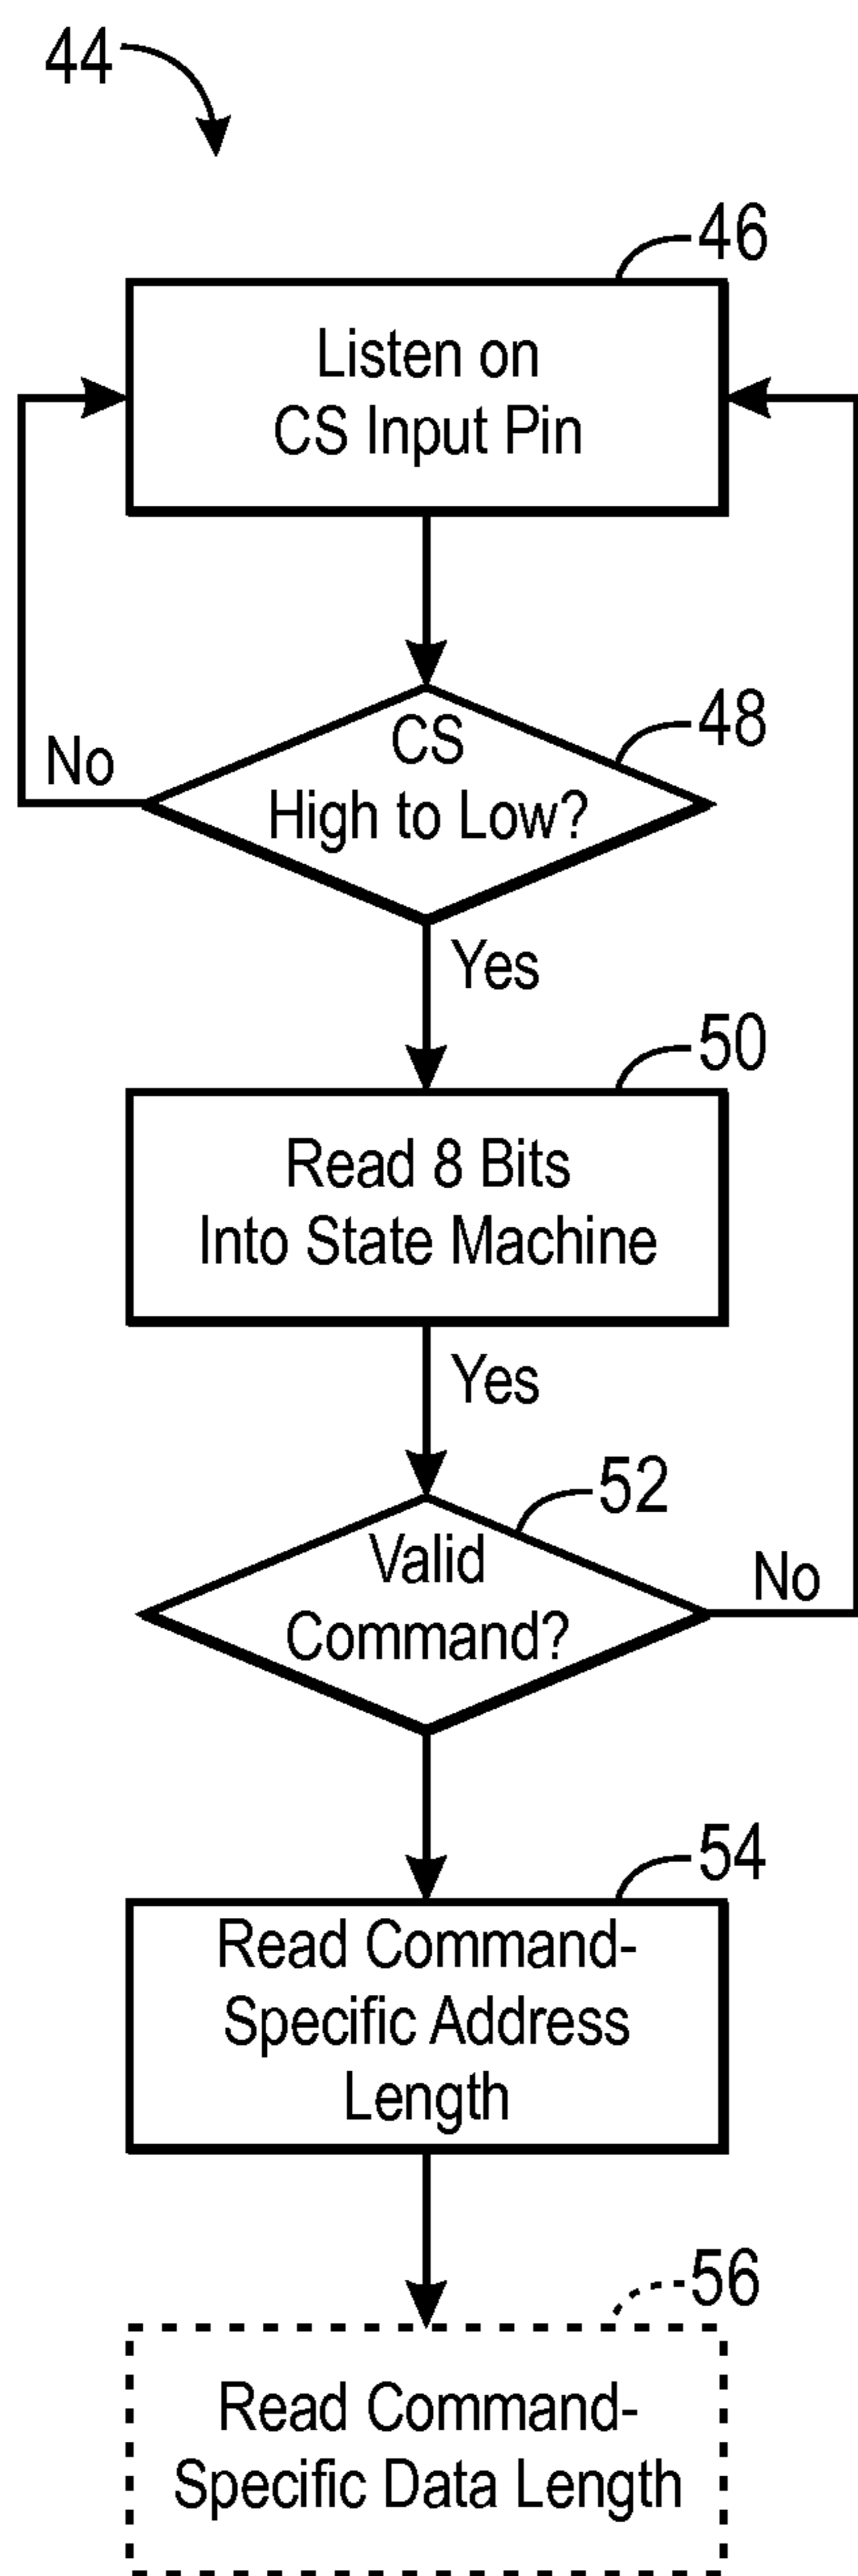 44
46
Listen on
CS Input Pin
48
CS
High to Low?
No
Yes
50
Read 8 Bits
Into State Machine
Yes
52
Valid
Command?
No
54
Read Command-
Specific Address
Length
56
Read Command-
Specific Data Length